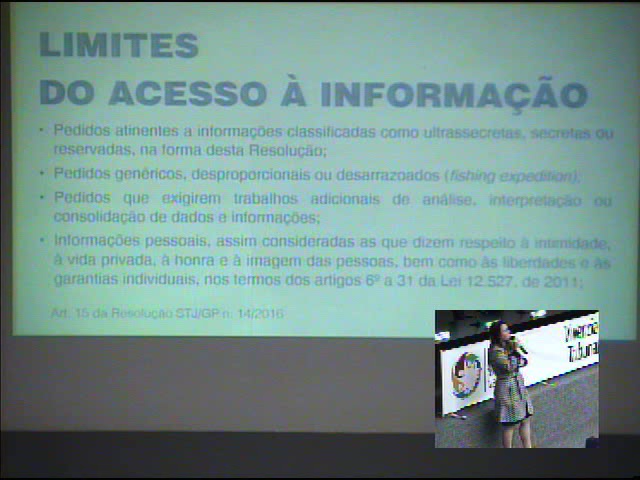 LIMITES
DO ACESSO À INFORMAÇÃO
• Pedidos atinentes a informações classificadas como ultrassecretas, secretas ou
reservadas, na forma desta Resolução;
• Pedidos genéricos, desproporcionais ou desarrazoados (fishing expedition);
• Pedidos que exigirem trabalhos adicionais de análise, interpretação ou
consolidação de dados e informações;
• Informações pessoais, assim consideradas as que dizem respeito à intimidade,
à vida privada, à honra e à imagem das pessoas, bem como às liberdades e às
garantias individuais, nos termos dos artigos 6º a 31 da Lei 12.527, de 2011;
Art. 15 da Resolução STJ/GP n. 14/2016
Vivência
Tribuna